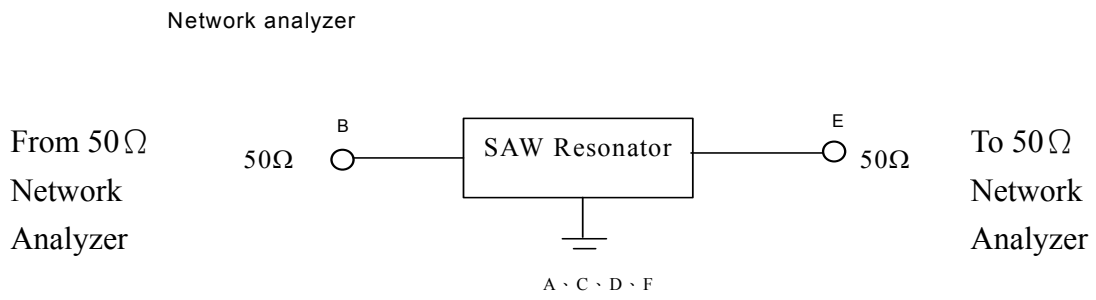 Network analyzer
From 50Ω
Network
Analyzer
50Ω
B
SAW Resonator
E
50Ω
To 50Ω
Network
Analyzer
A、C、D、F